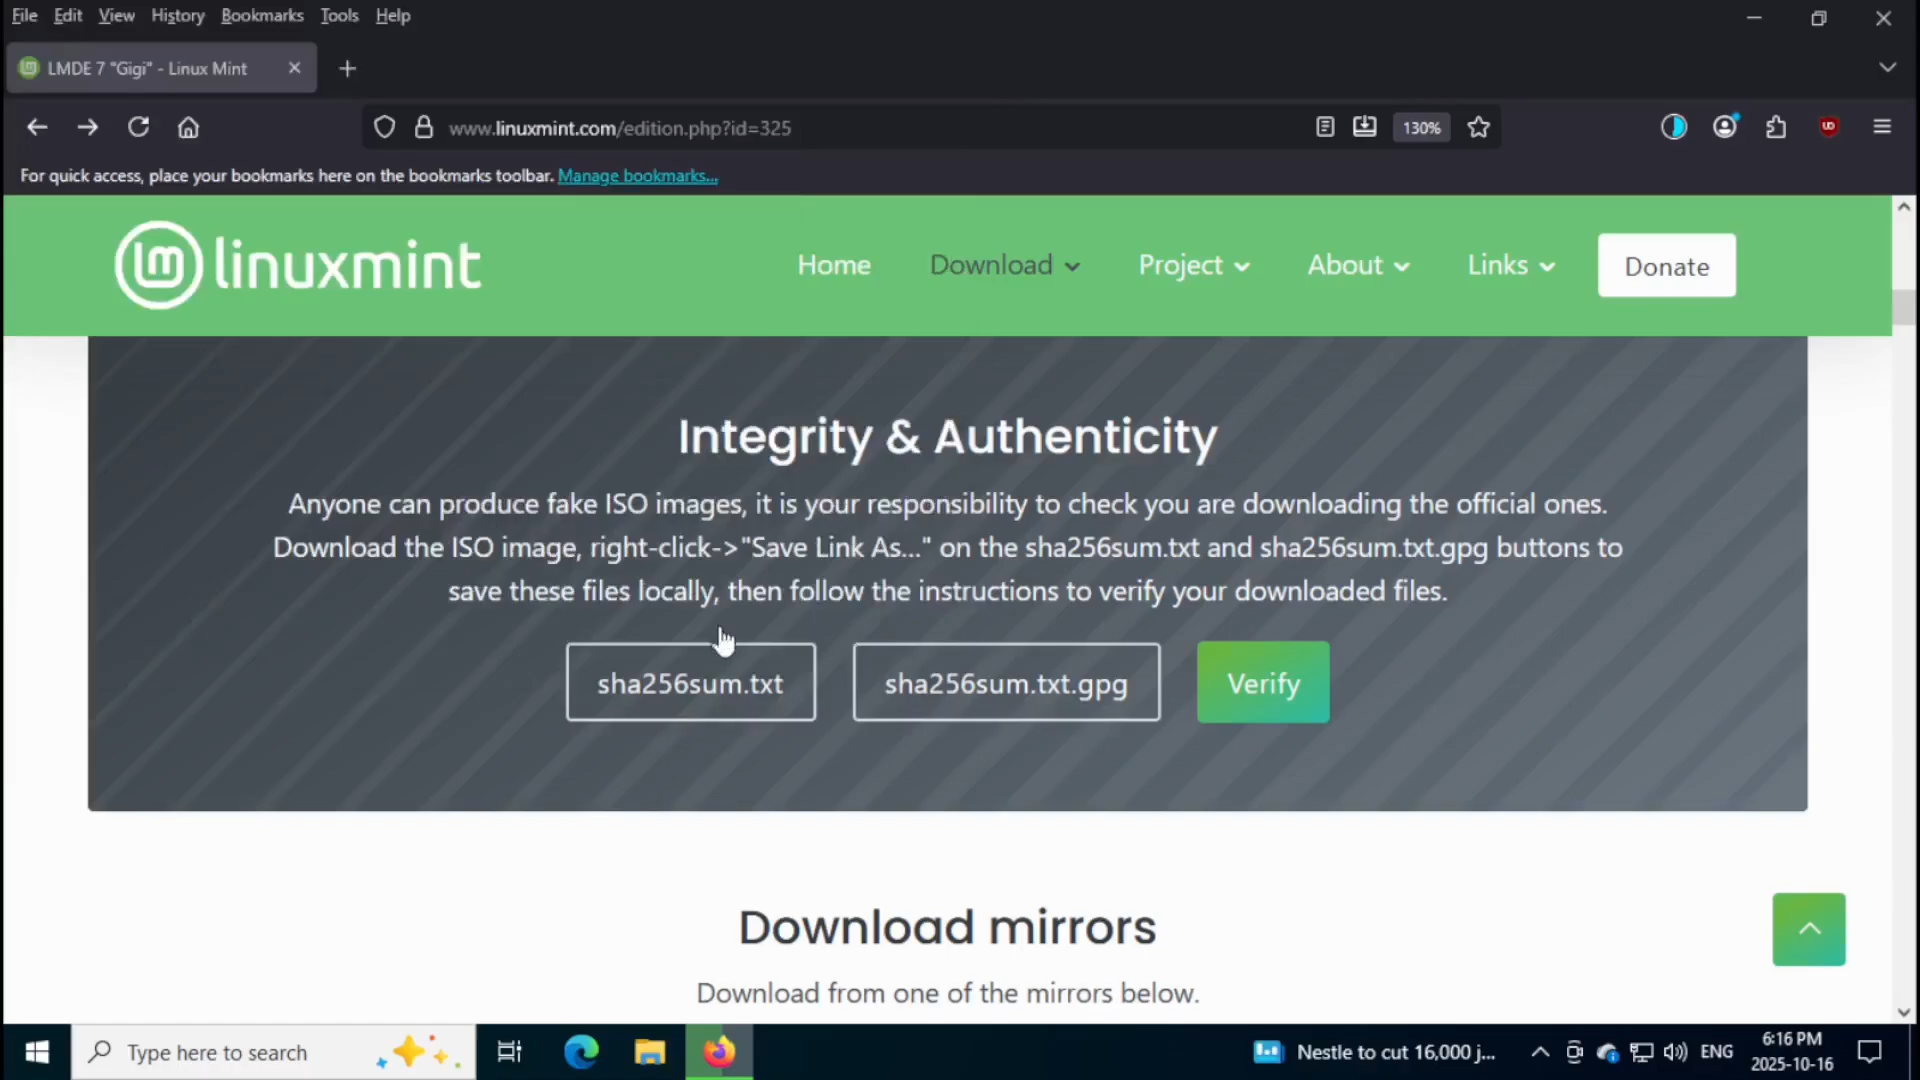 File Edit View History Bookmarks Tools Help
LMDE 7 "Gigi" - Linux Mint
www.linuxmint.com/edition.php?id=325
130%
For quick access, place your bookmarks here on the bookmarks toolbar. Manage bookmarks...
linuxmint
Home Download Project About Links Donate
Integrity & Authenticity
Anyone can produce fake ISO images, it is your responsibility to check you are downloading the official ones.
Download the ISO image, right-click->"Save Link As..." on the sha256sum.txt and sha256sum.txt.gpg buttons to
save these files locally, then follow the instructions to verify your downloaded files.
sha256sum.txt sha256sum.txt.gpg Verify
Download mirrors
Download from one of the mirrors below.
Type here to search
Nestle to cut 16,000 j...
ENG
6:16 PM
2025-10-16